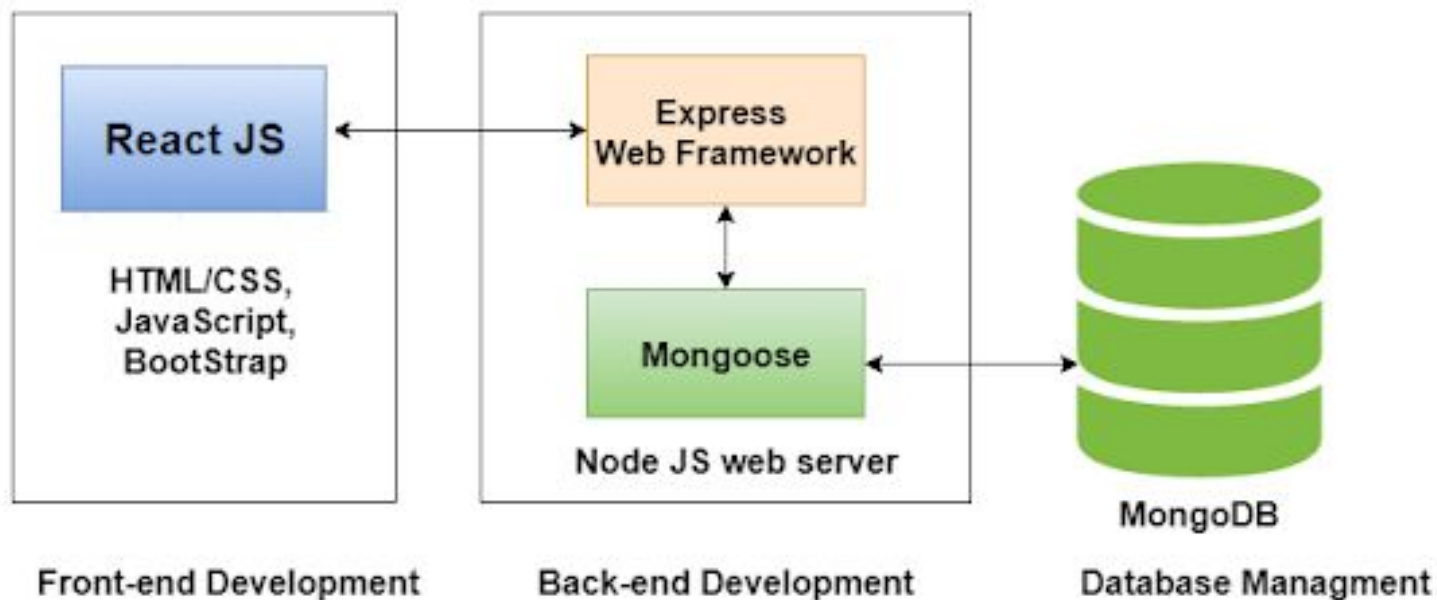 React JS
HTML/CSS,
JavaScript,
BootStrap
Front-end Development
Express
Web Framework
Mongoose
Node JS web server
Back-end Development
MongoDB
Database Managment